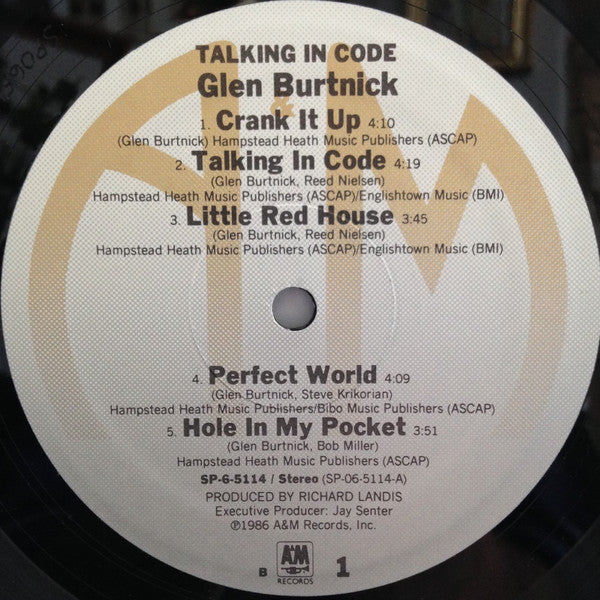 TALKING IN CODE
Glen Burtnick
1. Crank It Up 4:10
(Glen Burtnick) Hampstead Heath Music Publishers (ASCAP)
2. Talking In Code 4:19
(Glen Burtnick, Reed Nielsen)
Hampstead Heath Music Publishers (ASCAP)/Englishtown Music (BMI)
3. Little Red House 3:45
(Glen Burtnick, Reed Nielsen)
Hampstead Heath Music Publishers (ASCAP)/Englishtown Music (BMI)
4. Perfect World 4:09
(Glen Burtnick, Steve Krikorian)
Hampstead Heath Music Publishers/Bibo Music Publishers (ASCAP)
5. Hole In My Pocket 3:51
(Glen Burtnick, Bob Miller)
Hampstead Heath Music Publishers (ASCAP)
SP-6-5114 / Stereo (SP-06-5114-A)
PRODUCED BY RICHARD LANDIS
Executive Producer: Jay Senter
℗1986 A&M Records, Inc.
B A&M RECORDS 1